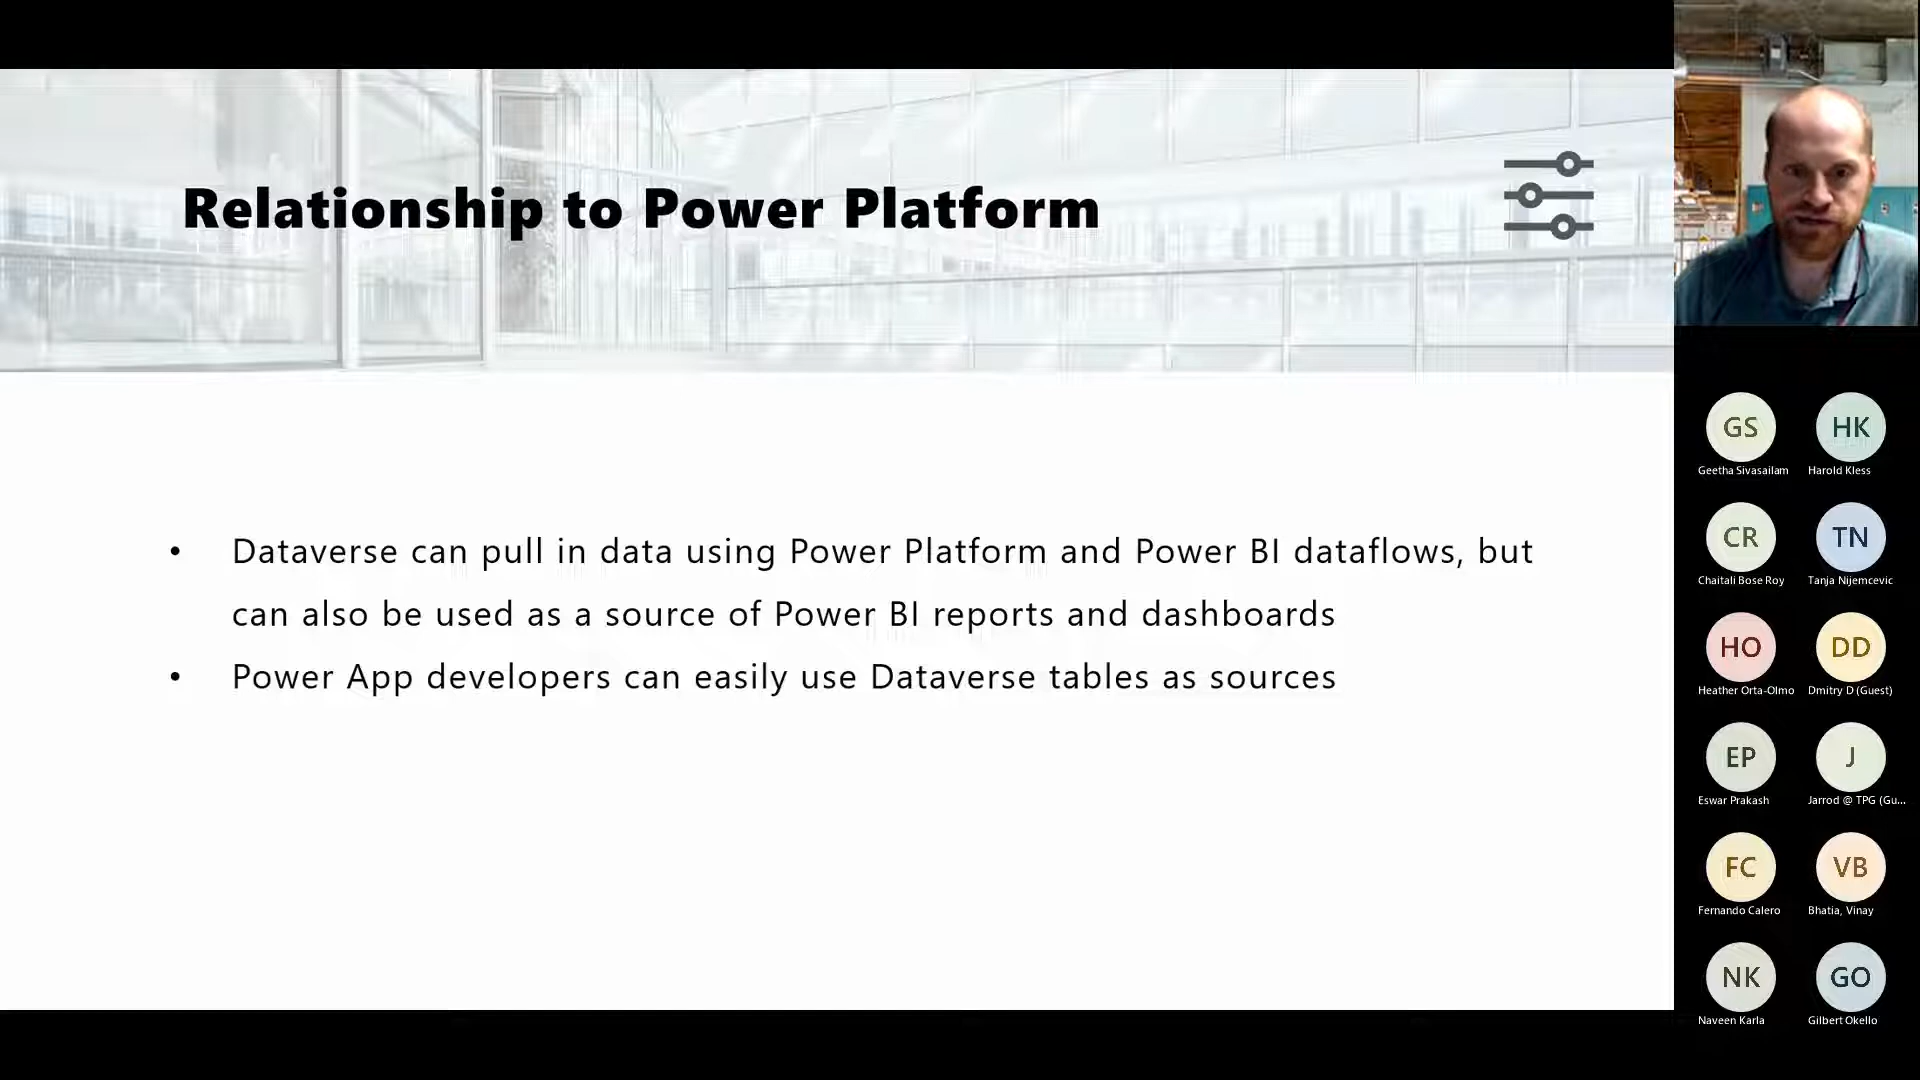 Relationship to Power Platform
• Dataverse can pull in data using Power Platform and Power BI dataflows, but
can also be used as a source of Power BI reports and dashboards
• Power App developers can easily use Dataverse tables as sources
GS
HK
Geetha Sivasailam
Harold Kless
CR
TN
Chaitali Bose Roy
Tanja Nijemcevic
HO
DD
Heather Orta-Olmo
Dmitry D (Guest)
EP
J
Eswar Prakash
Jarrod @ TPG (Gu...
FC
VB
Fernando Calero
Bhatia, Vinay
NK
GO
Naveen Karla
Gilbert Okello